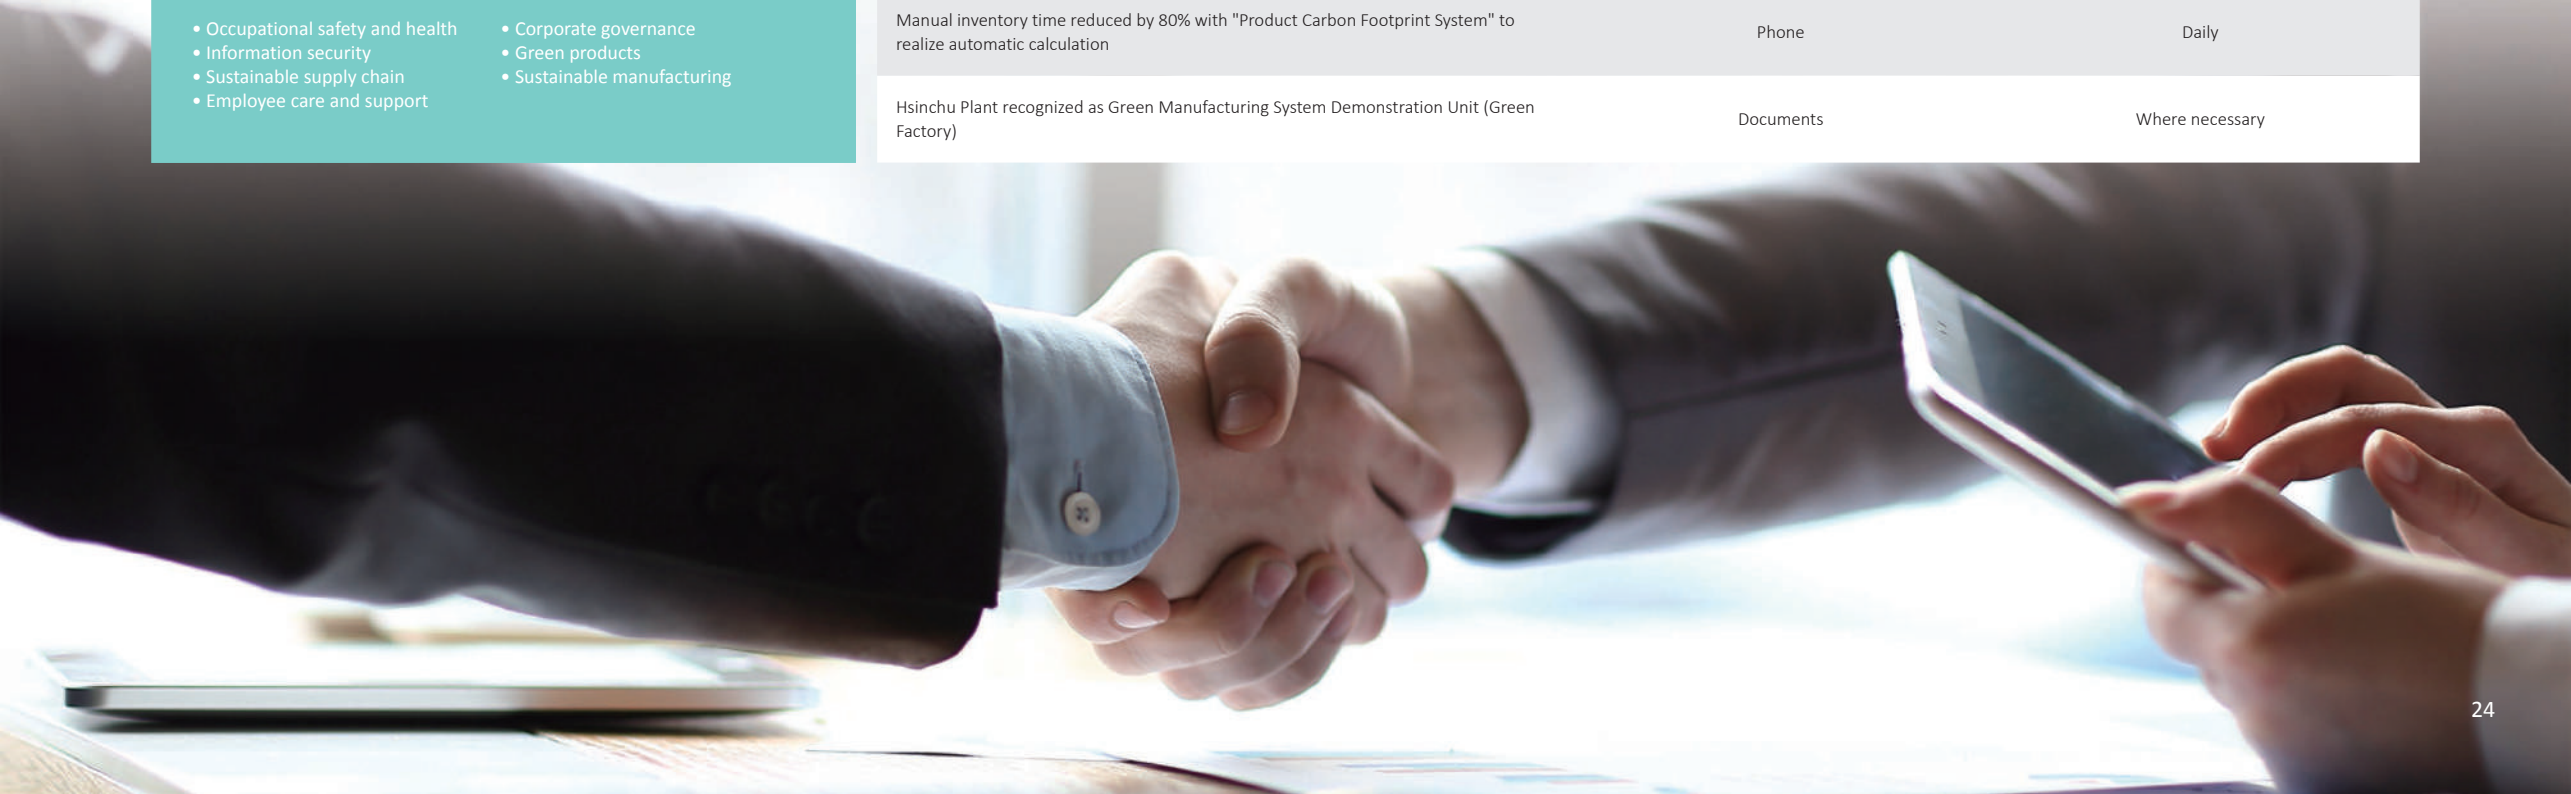 • Occupational safety and health
• Information security
• Sustainable supply chain
• Employee care and support
• Corporate governance
• Green products
• Sustainable manufacturing
Manual inventory time reduced by 80% with "Product Carbon Footprint System" to
realize automatic calculation
Phone
Daily
Hsinchu Plant recognized as Green Manufacturing System Demonstration Unit (Green
Factory)
Documents
Where necessary
24